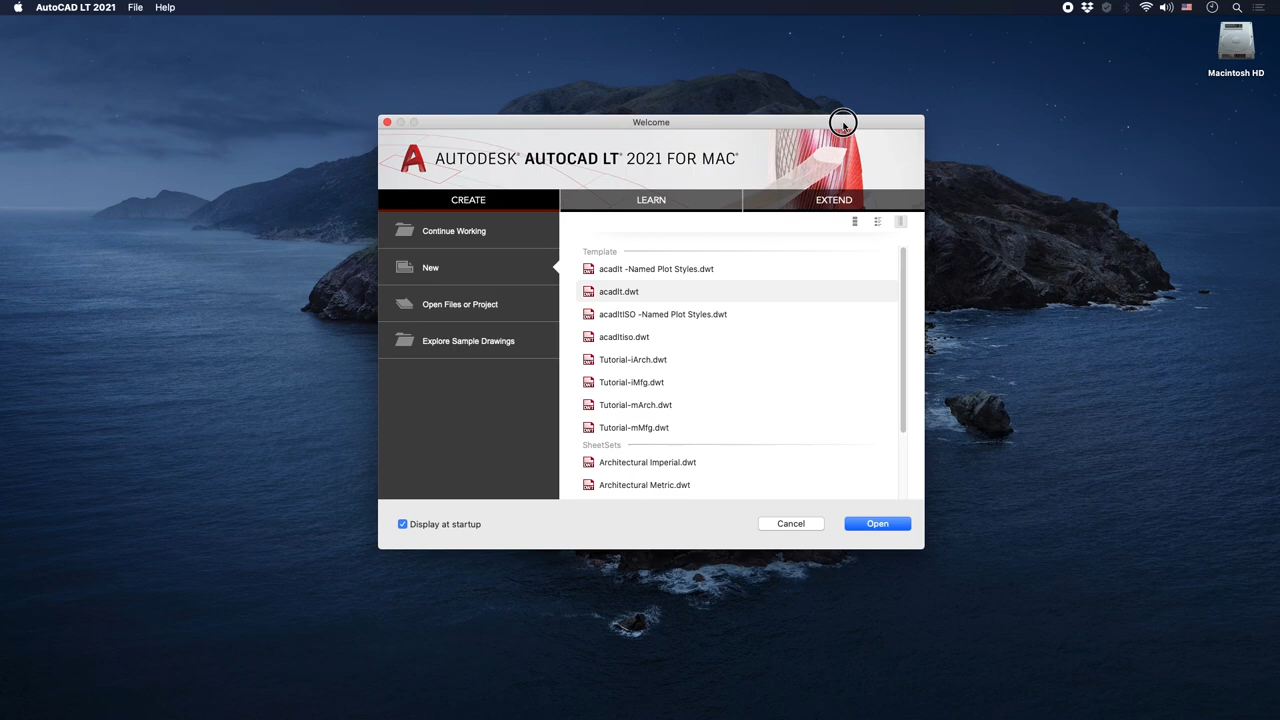 AutoCAD LT 2021 File Help
Macintosh HD
Welcome
AUTODESK® AUTOCAD LT® 2021 FOR MAC®
CREATE LEARN EXTEND
Continue Working
New
Open Files or Project
Explore Sample Drawings
Template
acadlt -Named Plot Styles.dwt
acadlt.dwt
acadltISO -Named Plot Styles.dwt
acadltiso.dwt
Tutorial-iArch.dwt
Tutorial-iMfg.dwt
Tutorial-mArch.dwt
Tutorial-mMfg.dwt
SheetSets
Architectural Imperial.dwt
Architectural Metric.dwt
Display at startup
Cancel Open